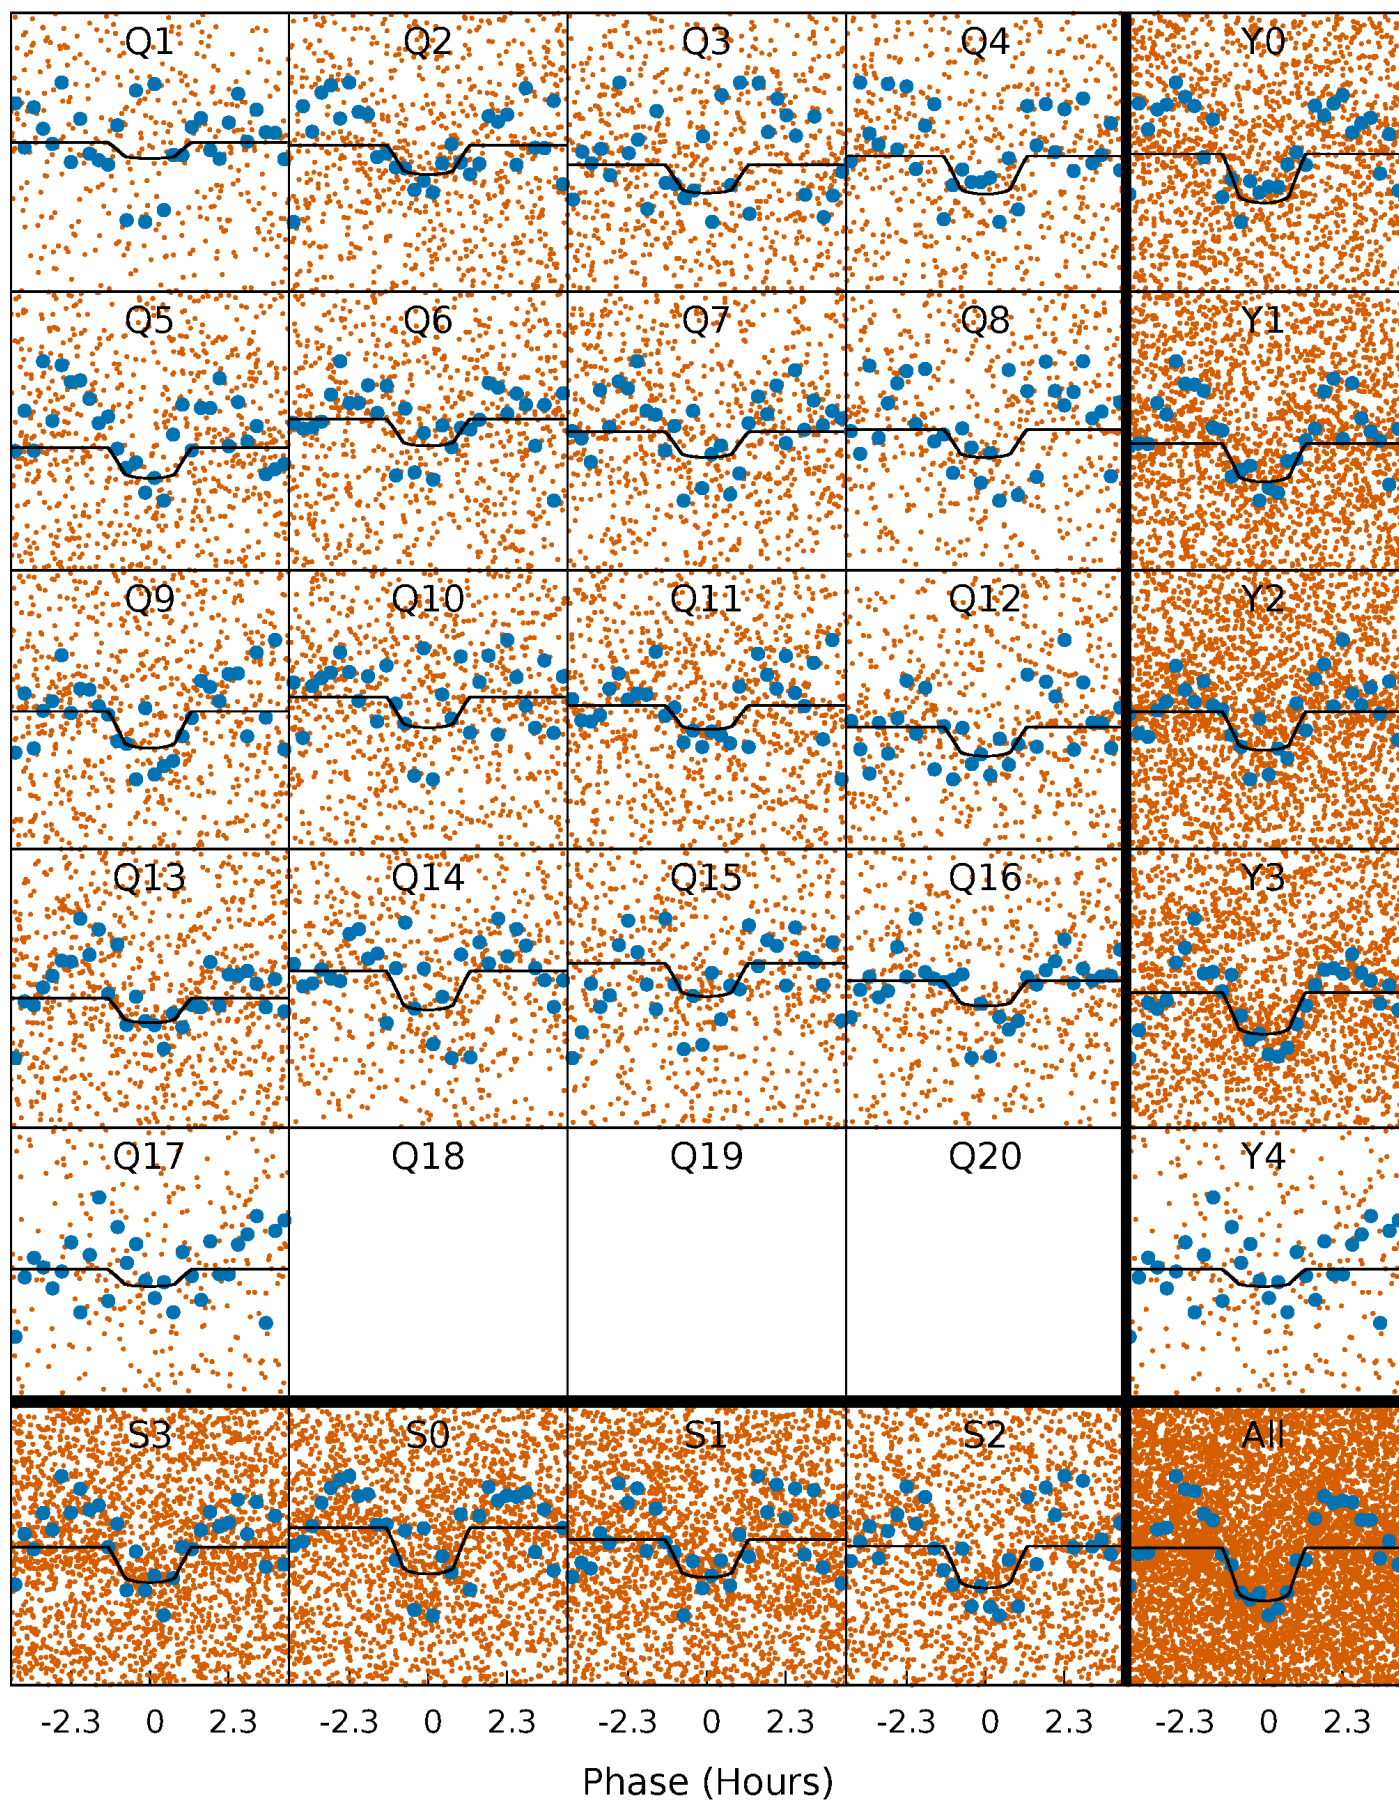 Q1 Q2 Q3 Q4 Y0
Q5 Q6 Q7 Q8 Y1
Q9 Q10 Q11 Q12 Y2
Q13 Q14 Q15 Q16 Y3
Q17 Q18 Q19 Q20 Y4
S3 S0 S1 S2 All
-2.3 0 2.3 -2.3 0 2.3 -2.3 0 2.3 -2.3 0 2.3 -2.3 0 2.3
Phase (Hours)